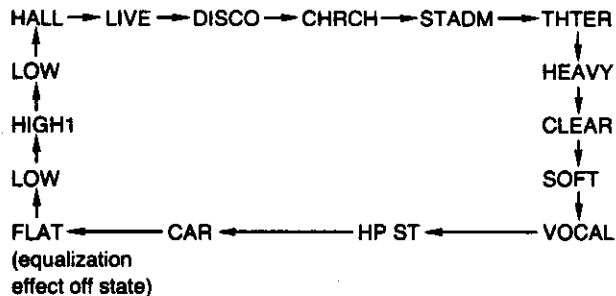 HALL LIVE DISCO CHRCH STADM THTER
LOW HEAVY
HIGH1 CLEAR
LOW SOFT
FLAT CAR HP ST VOCAL
(equalization
effect off state)